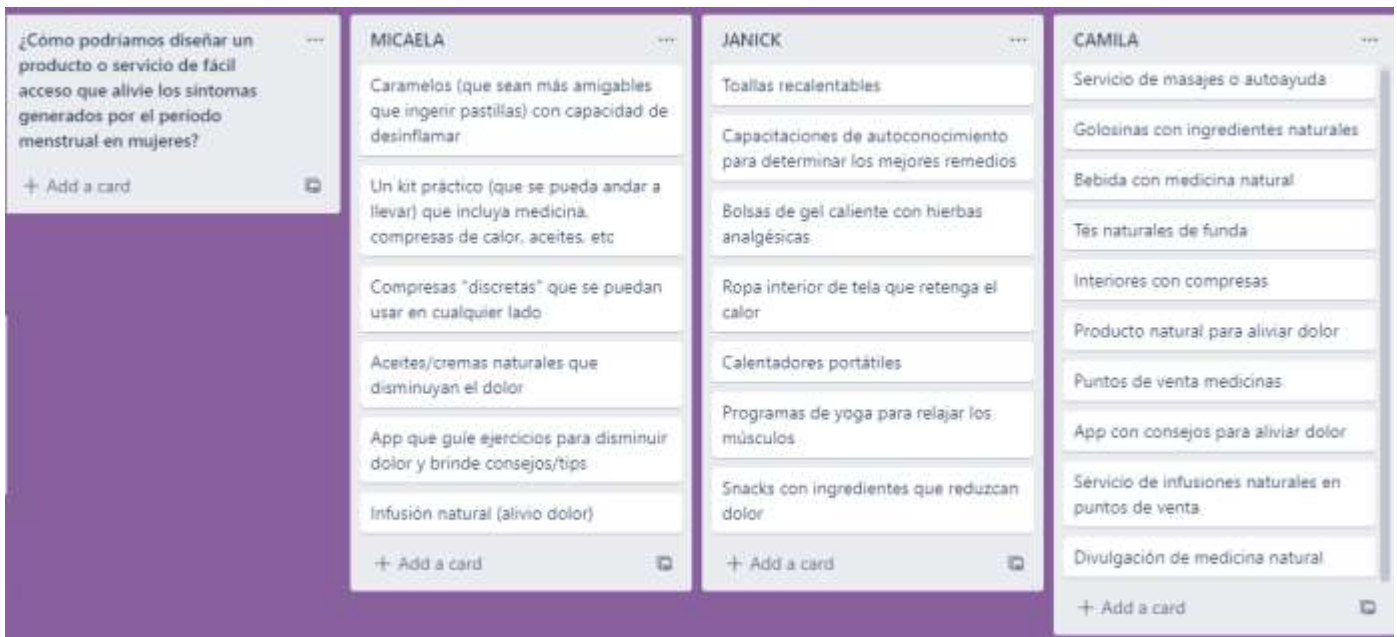 ¿Cómo podríamos diseñar un
producto o servicio de fácil
acceso que alivie los síntomas
generados por el periodo
menstrual en mujeres?
+ Add a card
MICAELA
Caramelos (que sean más amigables
que ingerir pastillas) con capacidad de
desinflamar
Un kit práctico (que se pueda andar a
llevar) que incluya medicina,
compresas de calor, aceites, etc
Compresas "discretas" que se puedan
usar en cualquier lado
Aceites/cremas naturales que
disminuyan el dolor
App que guíe ejercicios para disminuir
dolor y brinde consejos/tips
Infusión natural (alivio dolor)
+ Add a card
JANICK
Toallas recalentables
Capacitaciones de autoconocimiento
para determinar los mejores remedios
Bolsas de gel caliente con hierbas
analgésicas
Ropa interior de tela que retenga el
calor
Calentadores portátiles
Programas de yoga para relajar los
músculos
Snacks con ingredientes que reduzcan
dolor
+ Add a card
CAMILA
Servicio de masajes o autoayuda
Golosinas con ingredientes naturales
Bebida con medicina natural
Tés naturales de funda
Interiores con compresas
Producto natural para aliviar dolor
Puntos de venta medicinas
App con consejos para aliviar dolor
Servicio de infusiones naturales en
puntos de venta
Divulgación de medicina natural
+ Add a card